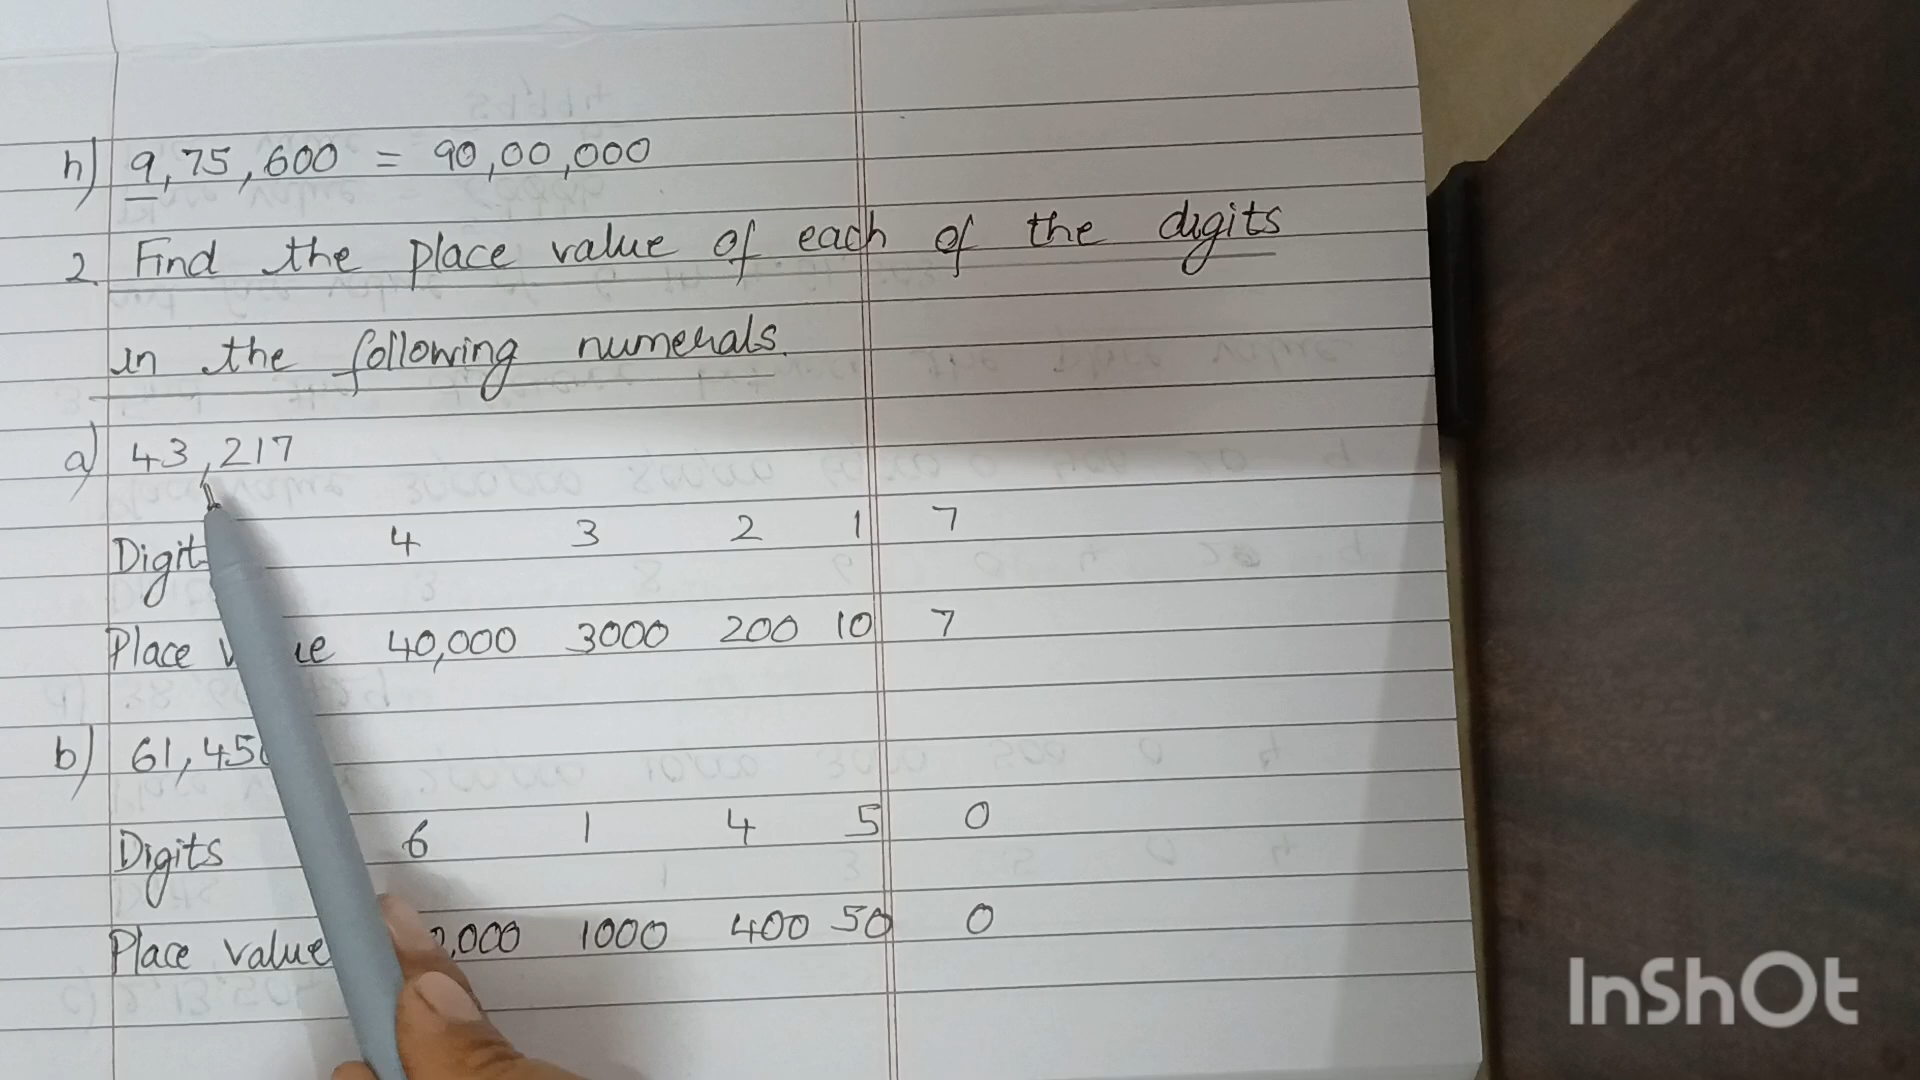 h) 9,75,600 = 90,00,000
2. Find the place value of each of the digits
in the following numerals.
a) 43,217
Digit 4 3 2 1 7
Place 40,000 3000 200 10 7
b) 61,45
Digits 6 1 4 5 0
Place value 0,000 1000 400 50 0
InShOt